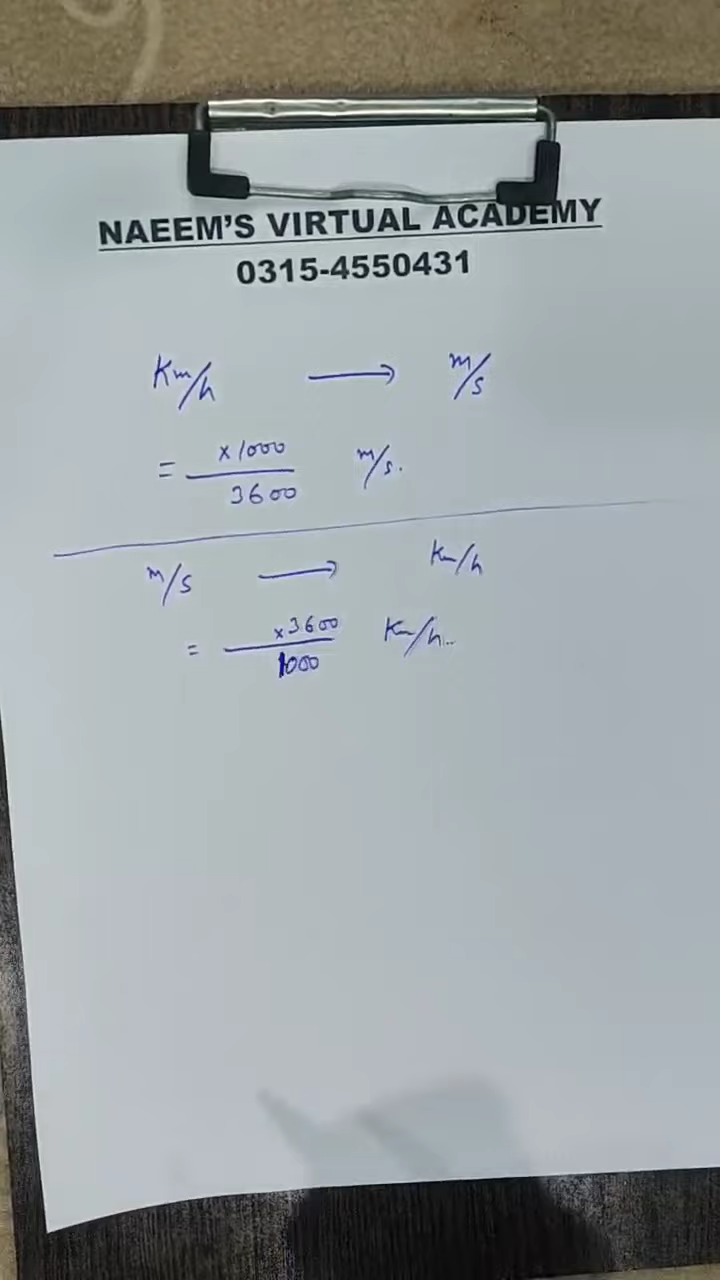 NAEEM'S VIRTUAL ACADEMY
0315-4550431
Km/h → m/s
= ×1000/3600 m/s.
m/s → Km/h
= ×3600/1000 Km/h..